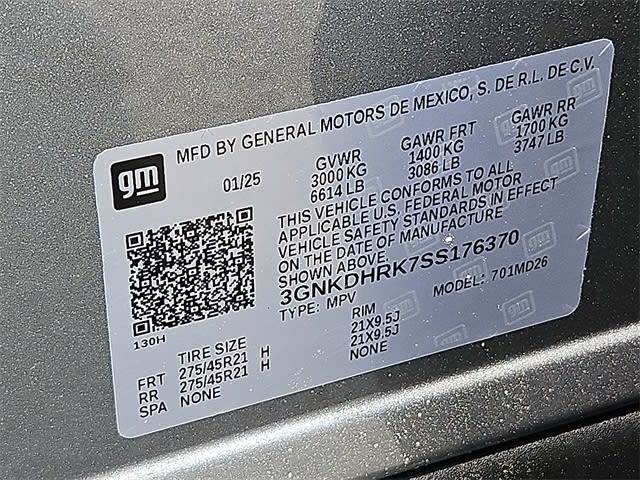 gm
MFD BY GENERAL MOTORS DE MEXICO, S. DE R.L. DE C.V.
01/25
GVWR GAWR FRT GAWR RR
3000 KG 1400 KG 1700 KG
6614 LB 3086 LB 3747 LB
THIS VEHICLE CONFORMS TO ALL
APPLICABLE U.S. FEDERAL MOTOR
VEHICLE SAFETY STANDARDS IN EFFECT
ON THE DATE OF MANUFACTURE
SHOWN ABOVE.
3GNKDHRK7SS176370
TYPE: MPV MODEL: 701MD26
130H
TIRE SIZE RIM
FRT 275/45R21 H 21X9.5J
RR 275/45R21 H 21X9.5J
SPA NONE NONE